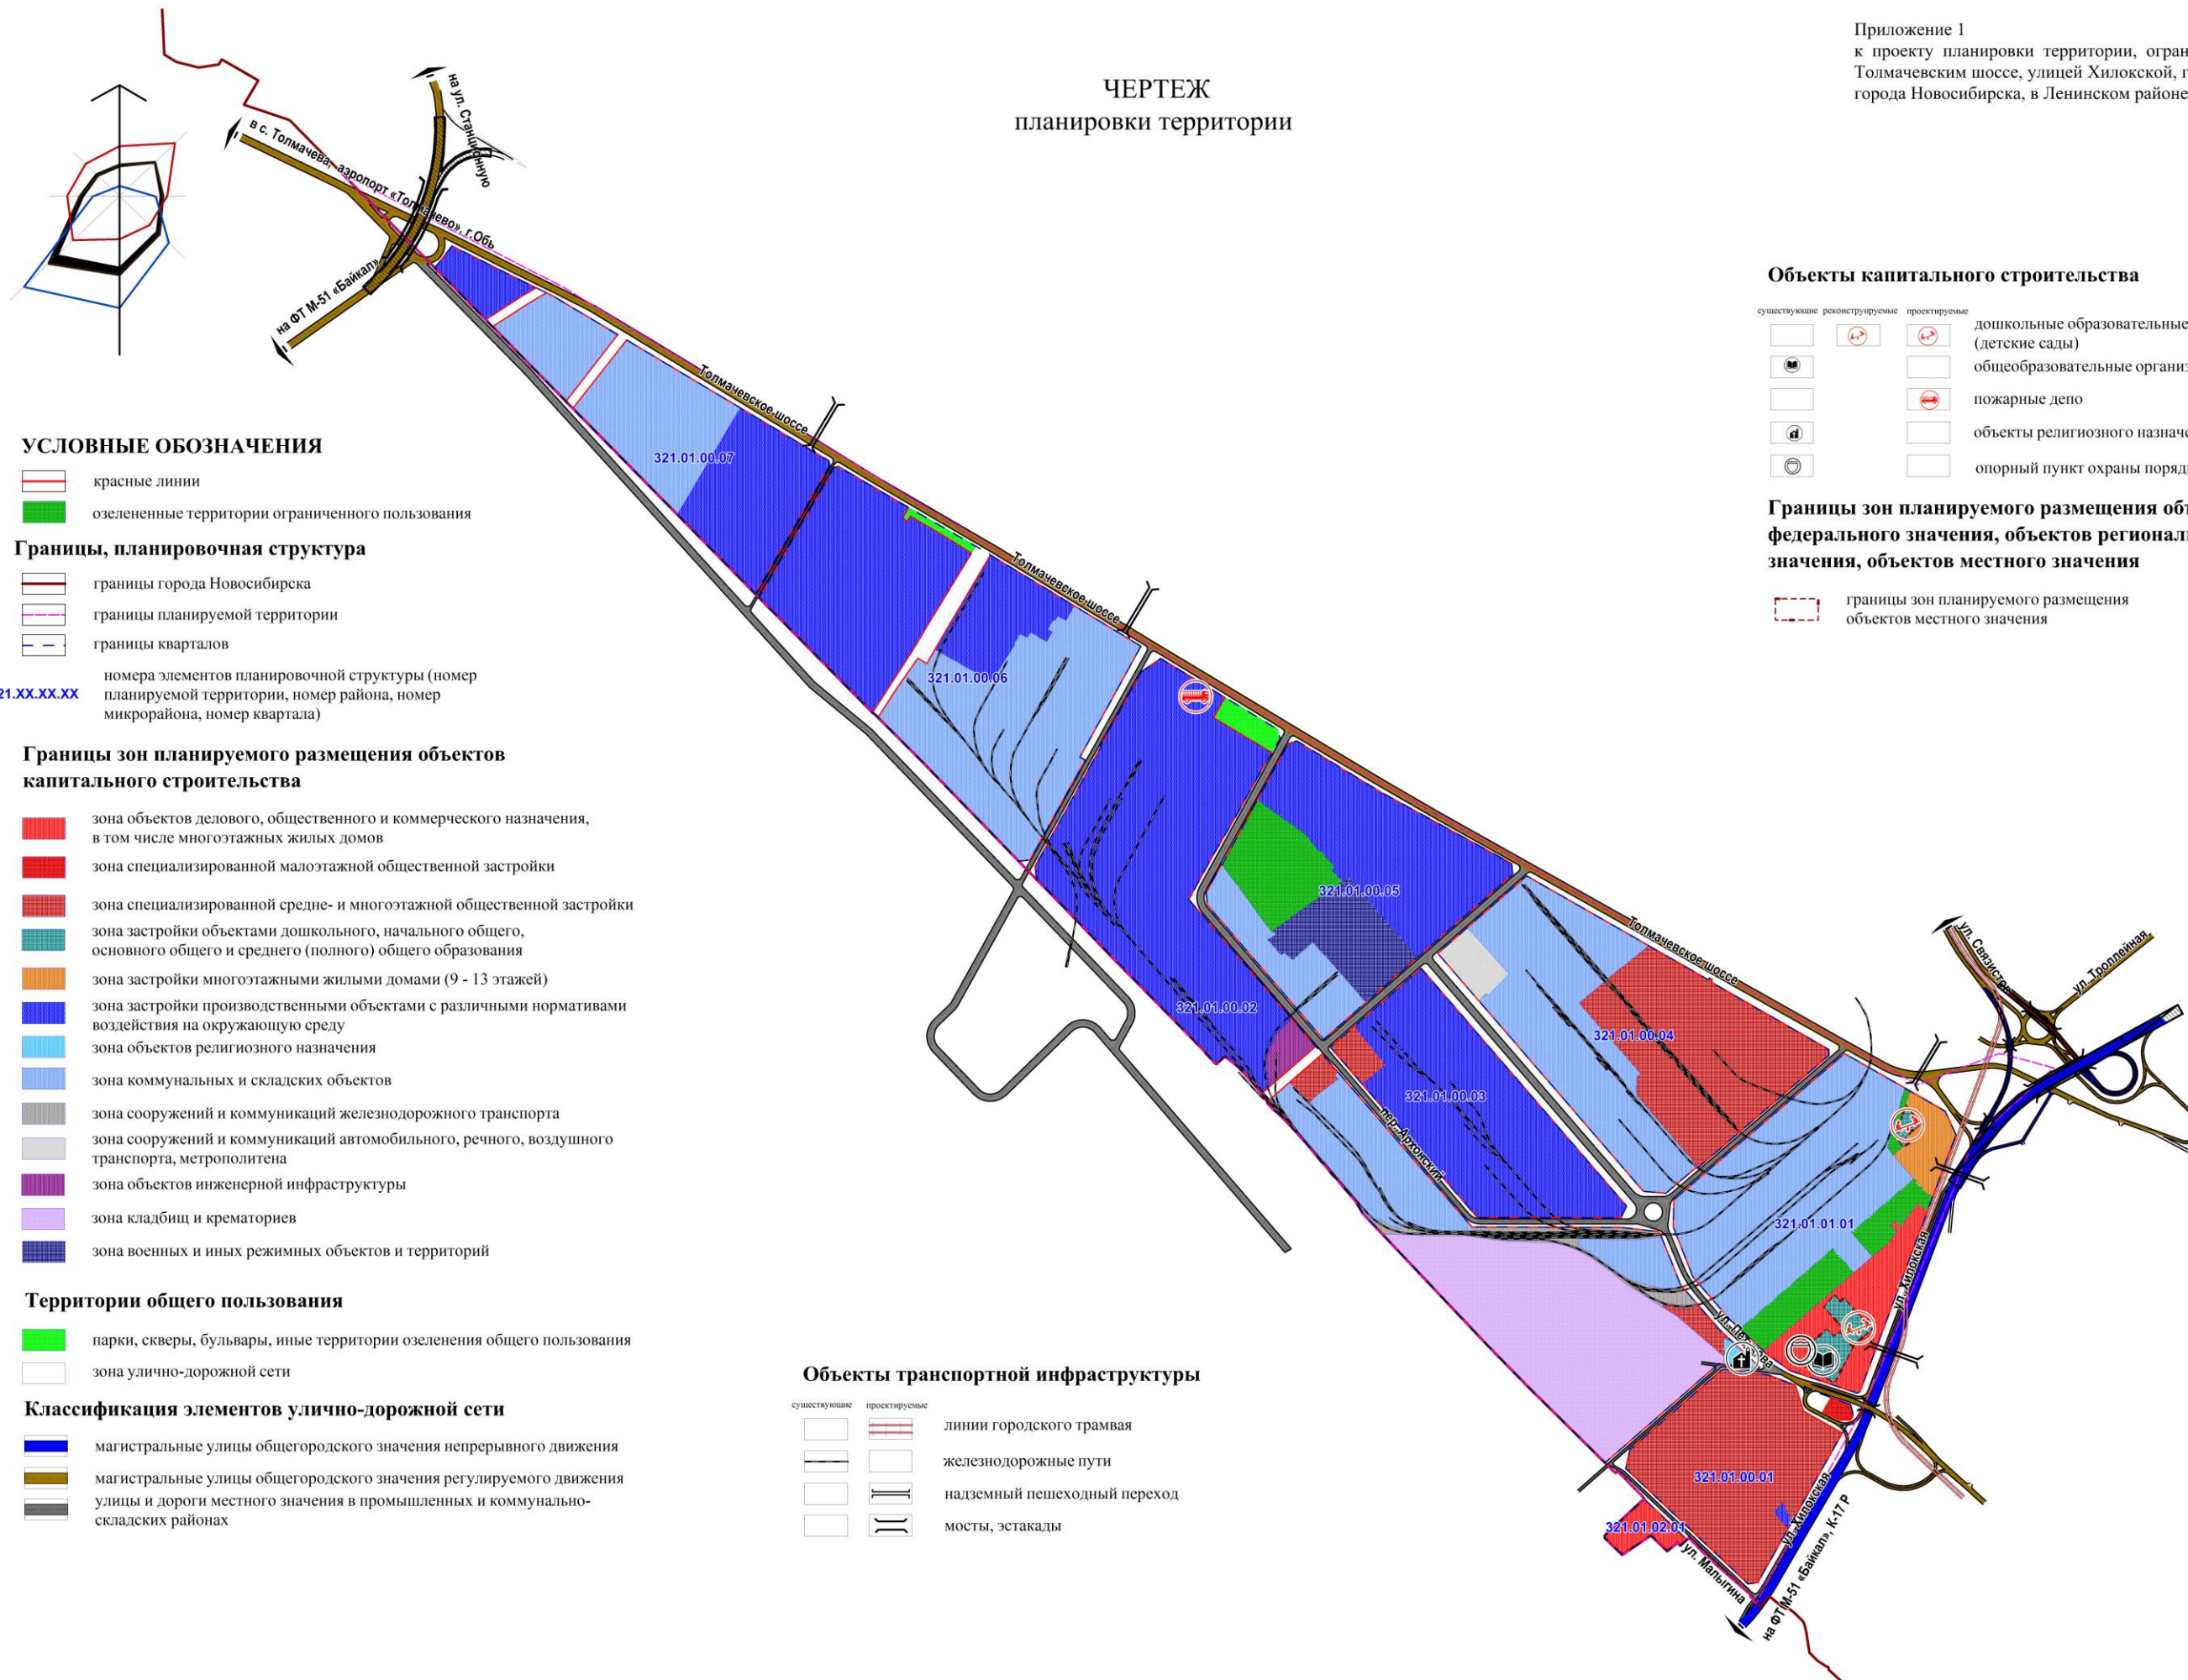 Приложение 1
к проекту планировки территории, огран
Толмачевским шоссе, улицей Хилокской, г
города Новосибирска, в Ленинском районе
ЧЕРТЕЖ
планировки территории
на ул. Станционную
в с. Толмачева, аэропорт «Толмачево», г.Обь
на ФТ М-51 «Байкал»
Толмачевское шоссе
321.01.00.07
Толмачевское шоссе
321.01.00.06
321.01.00.05
321.01.00.02
Толмачевское шоссе
321.01.00.04
321.01.00.03
пер. Архонский
ул. Связистов
ул. Троллейная
321.01.01.01
ул. Хилокская
321.01.00.01
321.01.02.01
ул. Хилокская
ул. Малыгина
на ФТ М-51 «Байкал», К-17 Р
УСЛОВНЫЕ ОБОЗНАЧЕНИЯ
красные линии
озелененные территории ограниченного пользования
Границы, планировочная структура
границы города Новосибирска
границы планируемой территории
границы кварталов
21.XX.XX.XX
номера элементов планировочной структуры (номер
планируемой территории, номер района, номер
микрорайона, номер квартала)
Границы зон планируемого размещения объектов
капитального строительства
зона объектов делового, общественного и коммерческого назначения,
в том числе многоэтажных жилых домов
зона специализированной малоэтажной общественной застройки
зона специализированной средне- и многоэтажной общественной застройки
зона застройки объектами дошкольного, начального общего,
основного общего и среднего (полного) общего образования
зона застройки многоэтажными жилыми домами (9 - 13 этажей)
зона застройки производственными объектами с различными нормативами
воздействия на окружающую среду
зона объектов религиозного назначения
зона коммунальных и складских объектов
зона сооружений и коммуникаций железнодорожного транспорта
зона сооружений и коммуникаций автомобильного, речного, воздушного
транспорта, метрополитена
зона объектов инженерной инфраструктуры
зона кладбищ и крематориев
зона военных и иных режимных объектов и территорий
Территории общего пользования
парки, скверы, бульвары, иные территории озеленения общего пользования
зона улично-дорожной сети
Классификация элементов улично-дорожной сети
магистральные улицы общегородского значения непрерывного движения
магистральные улицы общегородского значения регулируемого движения
улицы и дороги местного значения в промышленных и коммунально-
складских районах
Объекты транспортной инфраструктуры
существующие проектируемые
линии городского трамвая
железнодорожные пути
надземный пешеходный переход
мосты, эстакады
Объекты капитального строительства
существующие реконструируемые проектируемые
дошкольные образовательные
(детские сады)
общеобразовательные организ
пожарные депо
объекты религиозного назначе
опорный пункт охраны поряд
Границы зон планируемого размещения объ
федерального значения, объектов регионал
значения, объектов местного значения
границы зон планируемого размещения
объектов местного значения